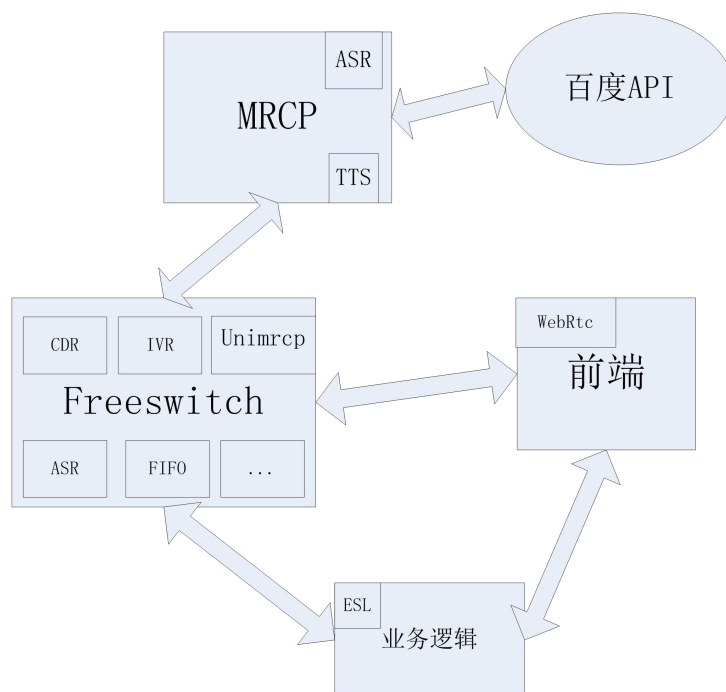 ASR
MRCP
TTS
百度API
CDR
IVR
Unimrcp
Freeswitch
ASR
FIFO
...
WebRtc
前端
ESL
业务逻辑